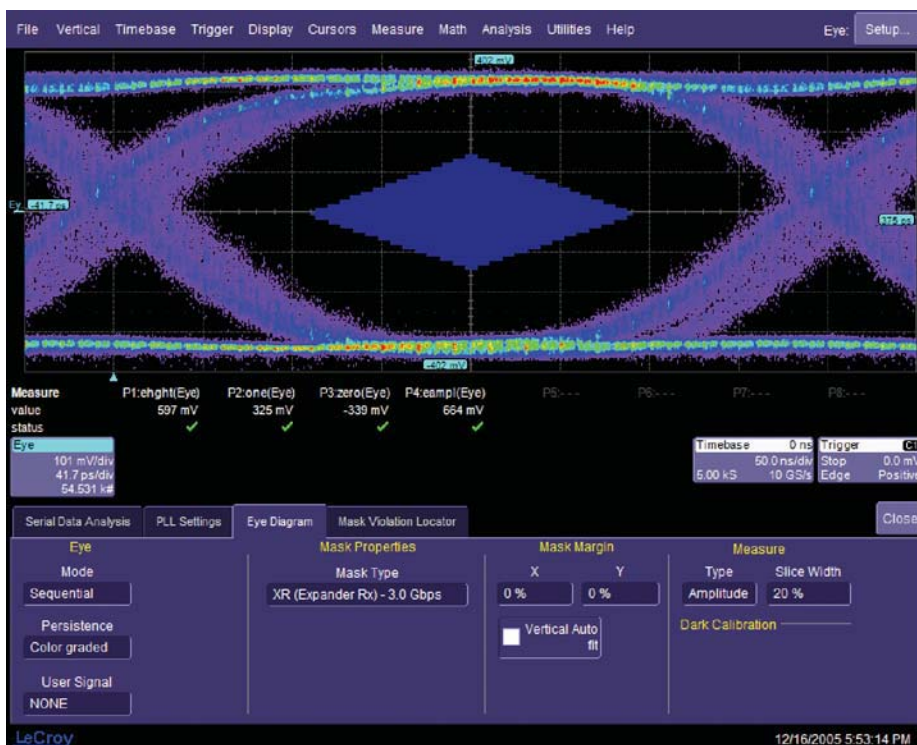 File Vertical Timebase Trigger Display Cursors Measure Math Analysis Utilities Help Eye: Setup...
402 mV
Ey -41.7 ps
375 ps
-402 mV
Measure P1:ehght(Eye) P2:one(Eye) P3:zero(Eye) P4:eampl(Eye) P5:--- P6:--- P7:--- P8:---
value 597 mV 325 mV -339 mV 664 mV
status
Eye
101 mV/div
41.7 ps/div
54.531 k#
Timebase 0 ns
50.0 ns/div
5.00 kS 10 GS/s
Trigger C1
Stop 0.0 mV
Edge Positive
Serial Data Analysis PLL Settings Eye Diagram Mask Violation Locator Close
Eye
Mode
Sequential
Persistence
Color graded
User Signal
NONE
Mask Properties
Mask Type
XR (Expander Rx) - 3.0 Gbps
Mask Margin
X Y
0 % 0 %
Vertical Auto
fit
Measure
Type Slice Width
Amplitude 20 %
Dark Calibration
LeCroy 12/16/2005 5:53:14 PM